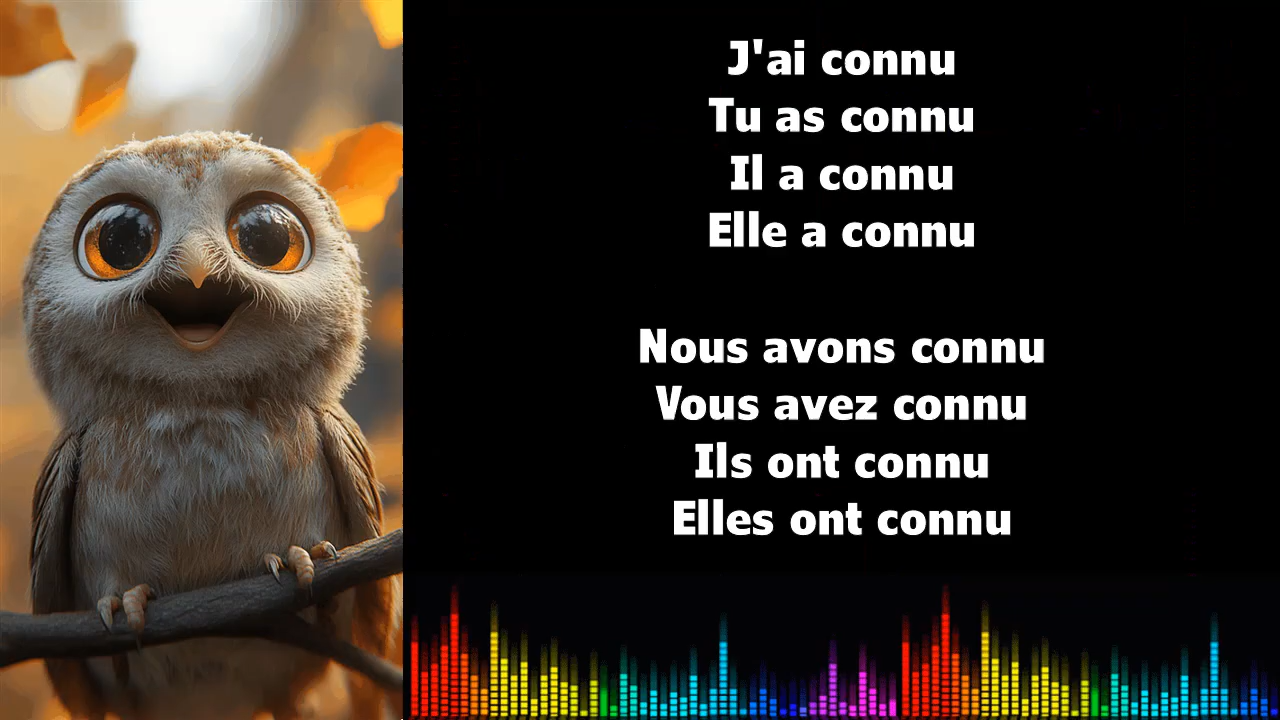 J'ai connu
Tu as connu
Il a connu
Elle a connu
Nous avons connu
Vous avez connu
Ils ont connu
Elles ont connu